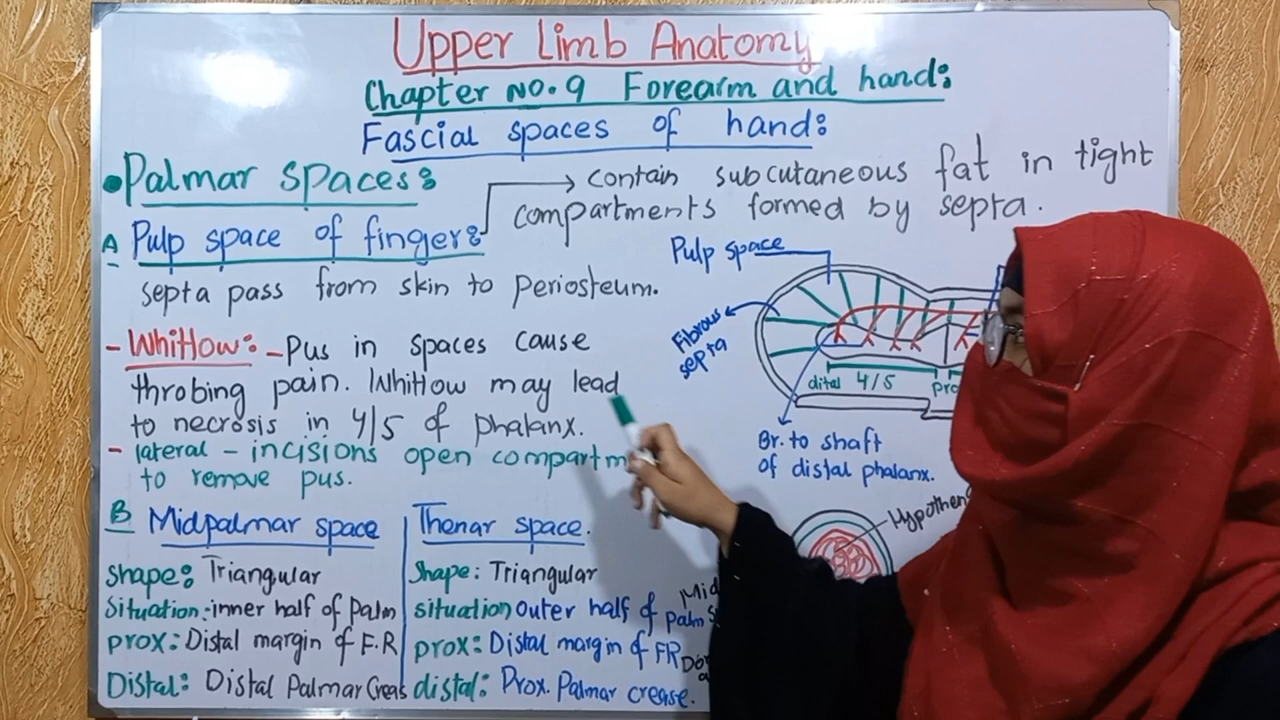 Upper Limb Anatomy
Chapter No.9 Forearm and hand:
Fascial spaces of hand:
Palmar spaces:
contain subcutaneous fat in tight
compartments formed by septa.
A Pulp space of finger:
septa pass from skin to periosteum.
- Whitlow: - Pus in spaces cause
throbing pain. Whitlow may lead
to necrosis in 4/5 of phalanx.
- lateral - incisions open compartm
to remove pus.
Pulp space
Fibrous
septa
dital 4/5 pro
Br. to shaft
of distal phalanx.
Hypothen
Mid
B Midpalmar space
shape: Triangular
Situation: inner half of palm
prox: Distal margin of F.R
Distal: Distal Palmar Creas
Thenar space.
Shape: Triangular
situation outer half of palm
prox: Distal margin of FR
distal: Prox. Palmar crease.